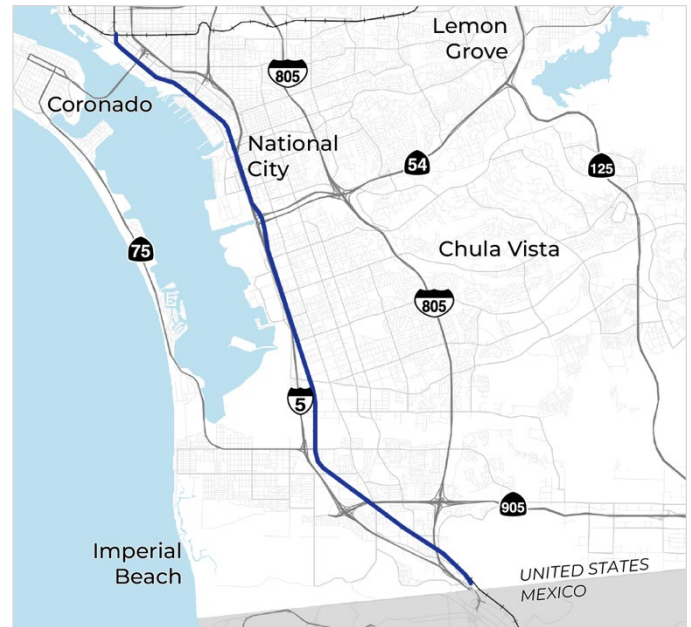 Lemon
Grove
805
Coronado
National
City
54
125
75
Chula Vista
805
5
905
Imperial
Beach
UNITED STATES
MEXICO